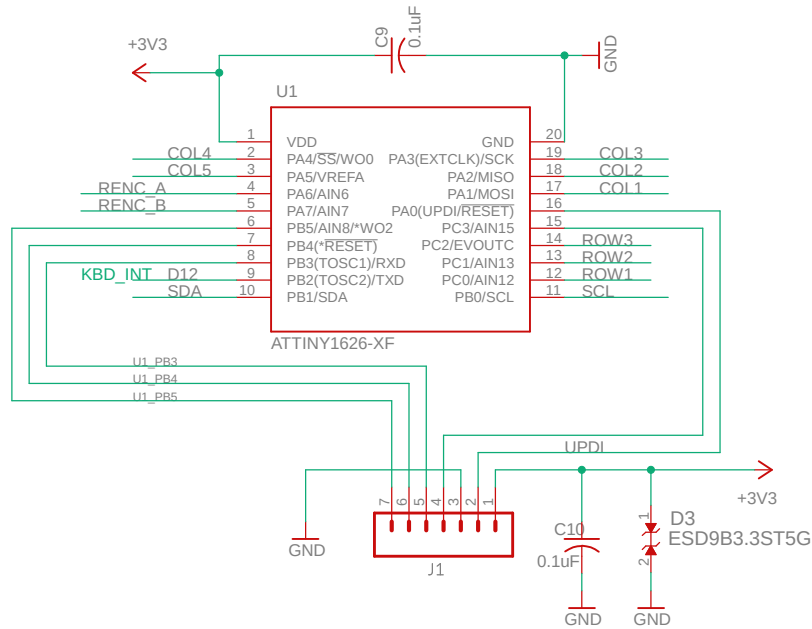 +3V3
C9
0.1uF
GND
U1
1 VDD GND 20
COL4 2 PA4/SS/WO0 PA3(EXTCLK)/SCK 19 COL3
COL5 3 PA5/VREFA PA2/MISO 18 COL2
RENC_A 4 PA6/AIN6 PA1/MOSI 17 COL1
RENC_B 5 PA7/AIN7 PA0(UPDI/RESET) 16
6 PB5/AIN8/*WO2 PC3/AIN15 15
7 PB4(*RESET) PC2/EVOUTC 14 ROW3
8 PB3(TOSC1)/RXD PC1/AIN13 13 ROW2
KBD_INT D12 9 PB2(TOSC2)/TXD PC0/AIN12 12 ROW1
SDA 10 PB1/SDA PB0/SCL 11 SCL
ATTINY1626-XF
U1_PB3
U1_PB4
U1_PB5
UPDI
7 6 5 4 3 2 1
+3V3
GND
J1
C10
0.1uF
GND
1
D3
ESD9B3.3ST5G
2
GND